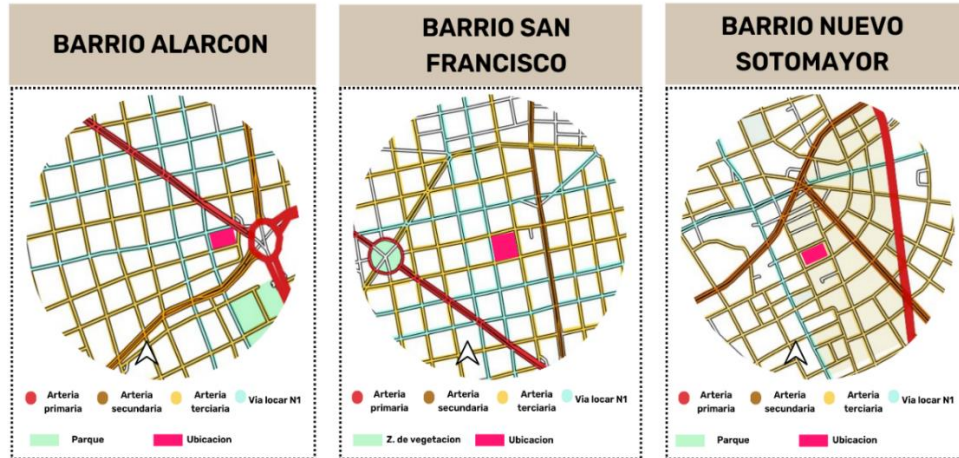 BARRIO ALARCON
Arteria primaria
Arteria secundaria
Arteria terciaria
Via locar N1
Parque
Ubicacion
BARRIO SAN
FRANCISCO
Arteria primaria
Arteria secundaria
Arteria terciaria
Via locar N1
Z. de vegetacion
Ubicacion
BARRIO NUEVO
SOTOMAYOR
Arteria primaria
Arteria secundaria
Arteria terciaria
Via locar N1
Parque
Ubicacion